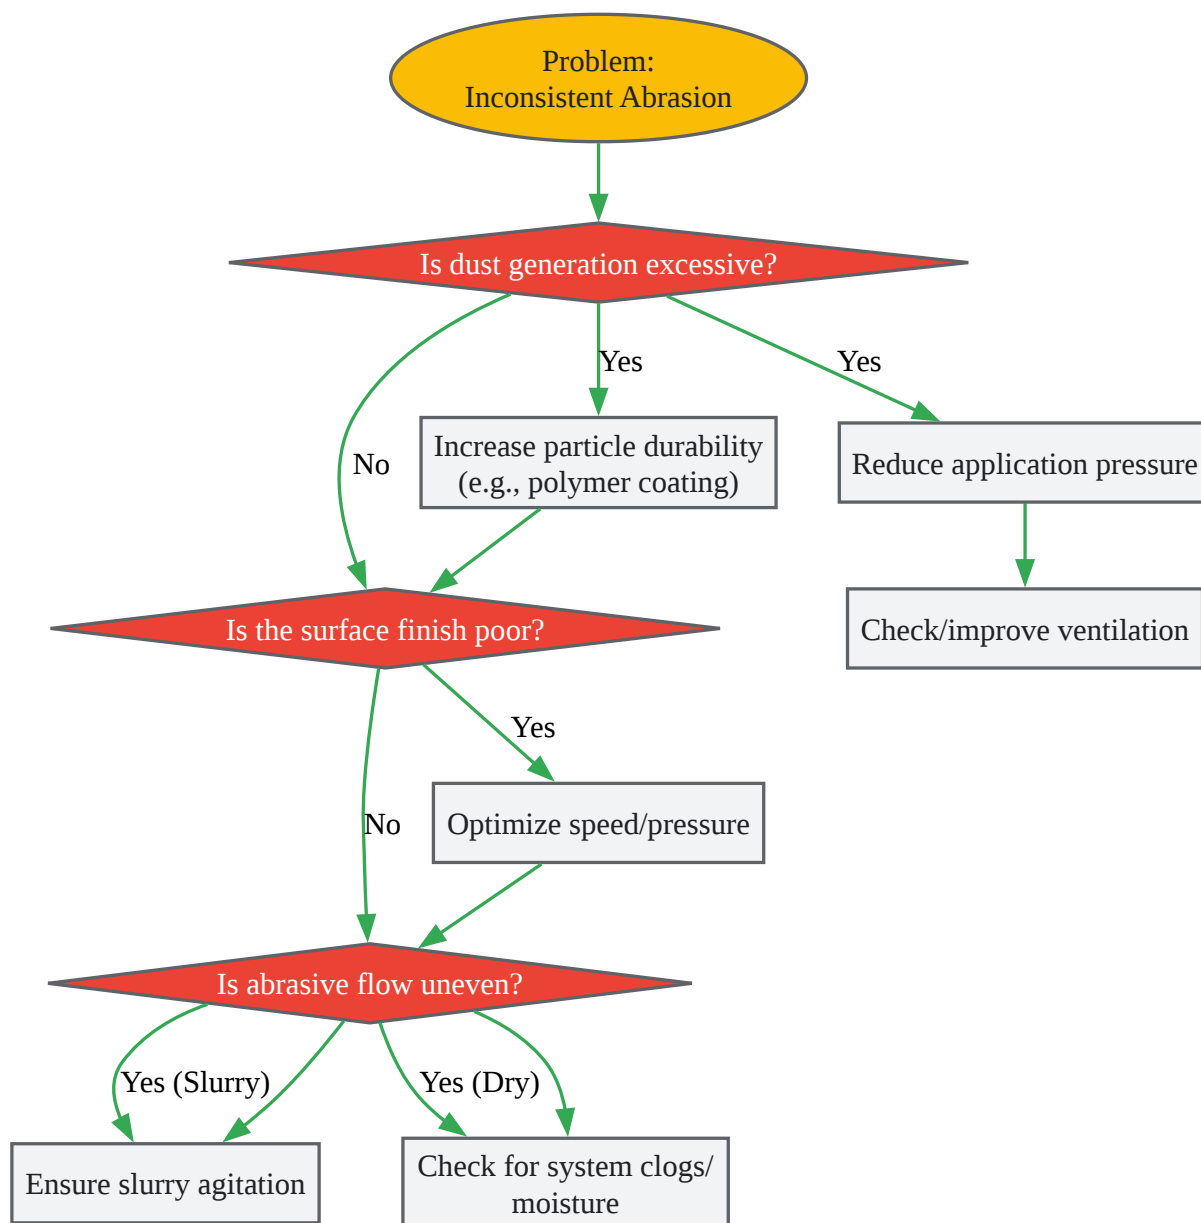 Problem:
Inconsistent Abrasion
Is dust generation excessive?
Yes
Yes
No
Increase particle durability
(e.g., polymer coating)
Reduce application pressure
Is the surface finish poor?
Check/improve ventilation
Yes
No
Optimize speed/pressure
Is abrasive flow uneven?
Yes (Slurry)
Yes (Dry)
Ensure slurry agitation
Check for system clogs/
moisture